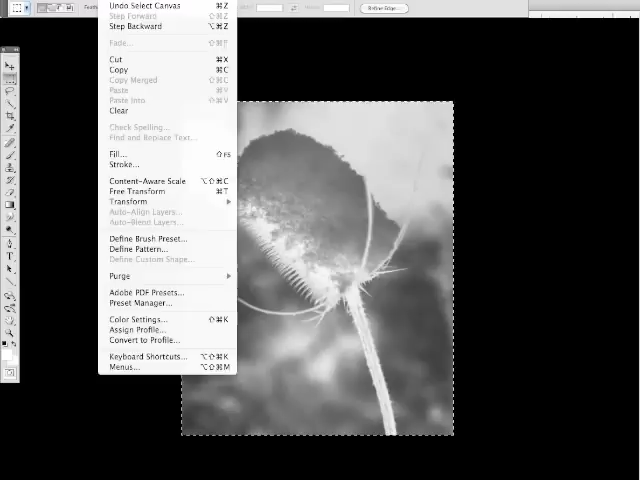 Undo Select Canvas ⌘Z
Step Forward ⇧⌘Z
Step Backward ⌥⌘Z
Fade... ⇧⌘F
Cut ⌘X
Copy ⌘C
Copy Merged ⇧⌘C
Paste ⌘V
Paste Into ⇧⌘V
Clear
Check Spelling...
Find and Replace Text...
Fill... ⇧F5
Stroke...
Content-Aware Scale ⌥⇧⌘C
Free Transform ⌘T
Transform
Auto-Align Layers...
Auto-Blend Layers...
Define Brush Preset...
Define Pattern...
Define Custom Shape...
Purge
Adobe PDF Presets...
Preset Manager...
Color Settings... ⇧⌘K
Assign Profile...
Convert to Profile...
Keyboard Shortcuts... ⌥⇧⌘K
Menus... ⌥⇧⌘M
Refine Edge...